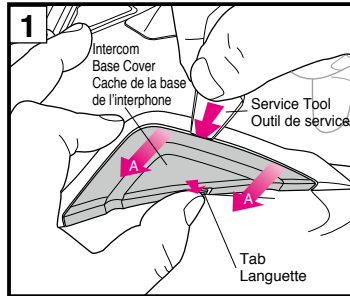 1
Intercom
Base Cover
Cache de la base
de l'interphone
Service Tool
Outil de service
A
A
Tab
Languette